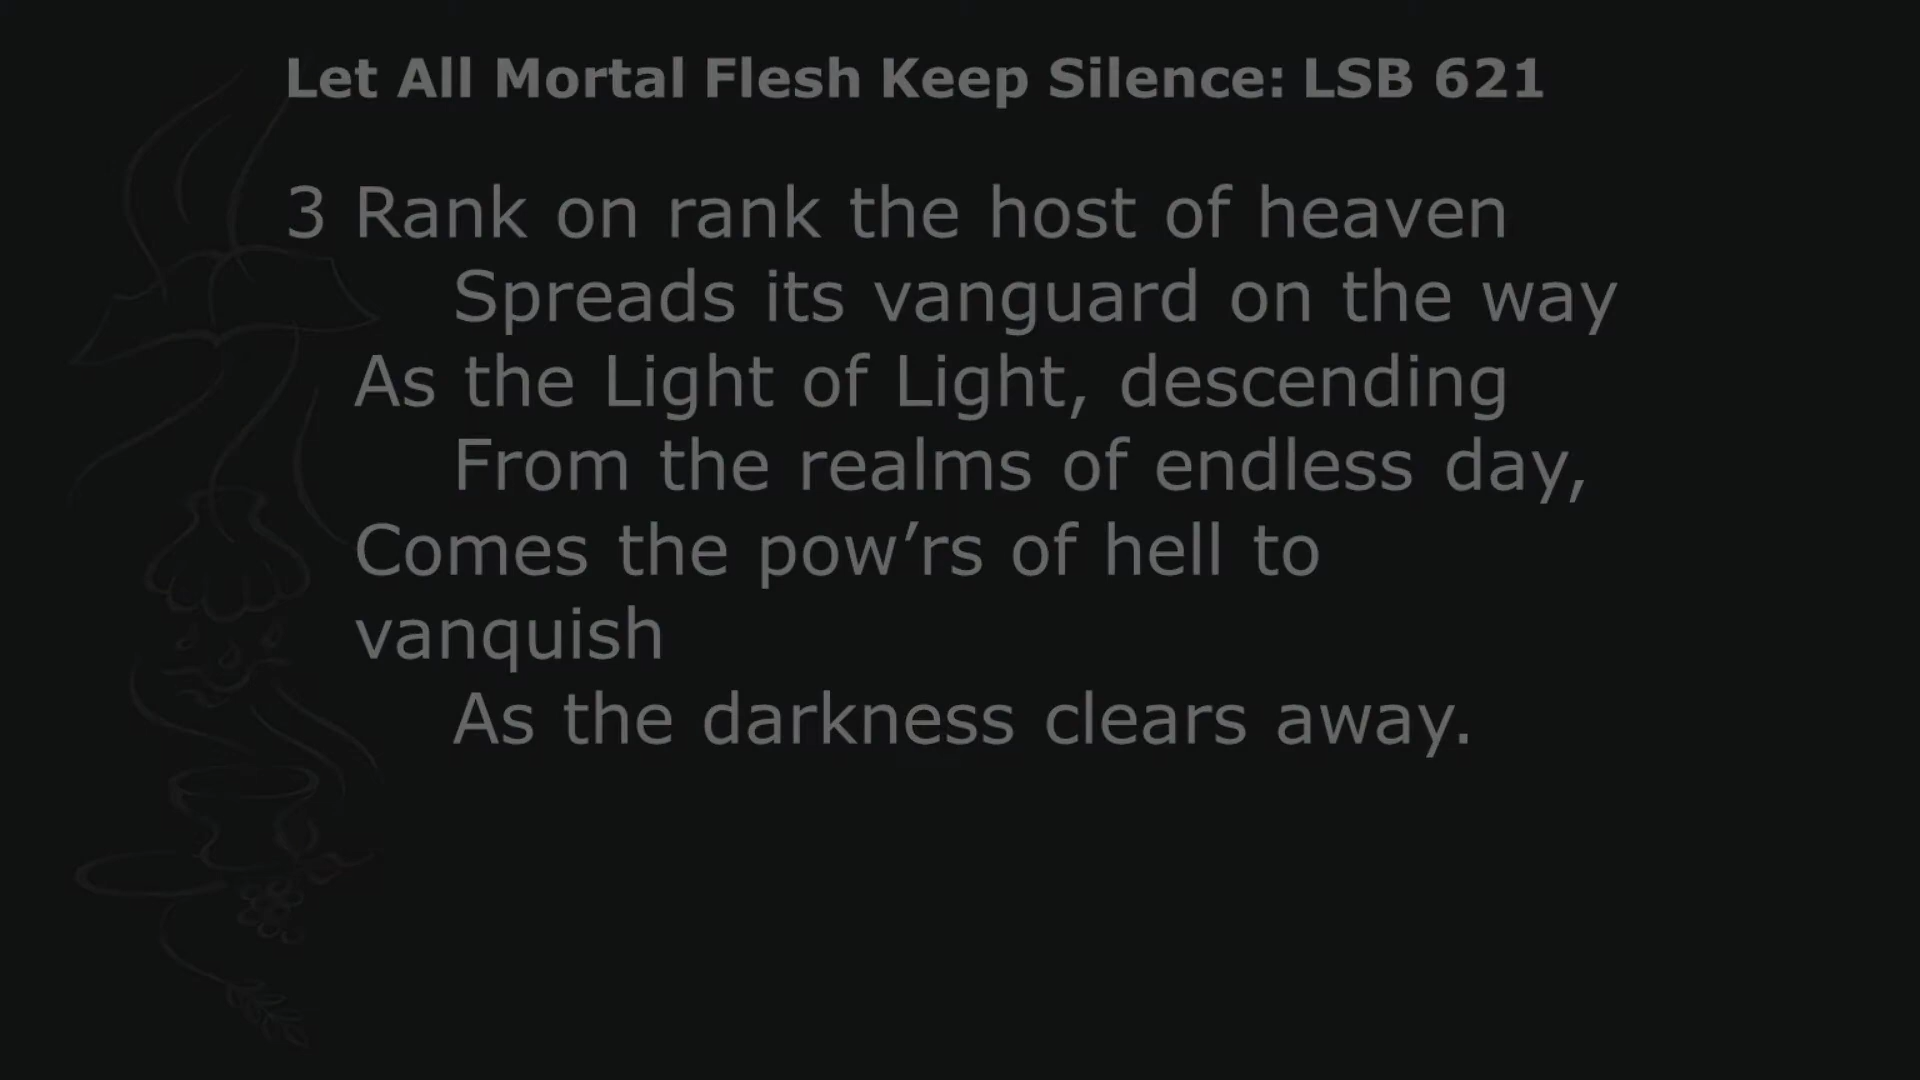 Let All Mortal Flesh Keep Silence: LSB 621
3 Rank on rank the host of heaven
Spreads its vanguard on the way
As the Light of Light, descending
From the realms of endless day,
Comes the pow’rs of hell to
vanquish
As the darkness clears away.